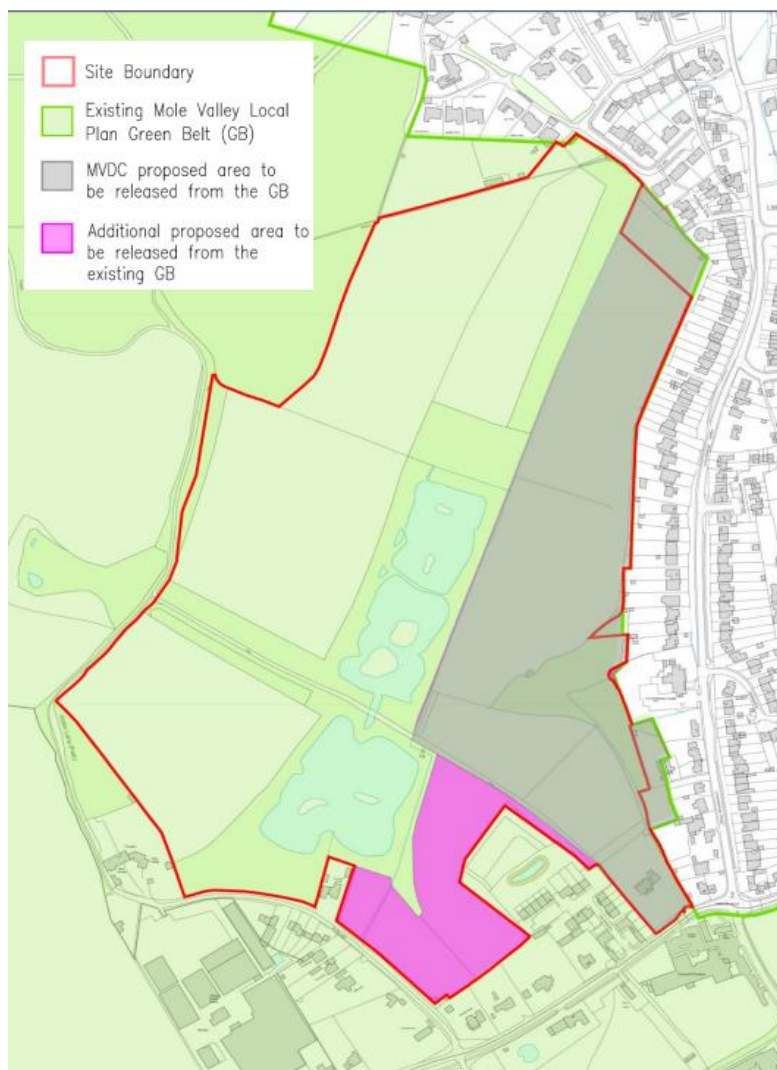 Site Boundary
Existing Mole Valley Local
Plan Green Belt (GB)
MVDC proposed area to
be released from the GB
Additional proposed area to
be released from the
existing GB